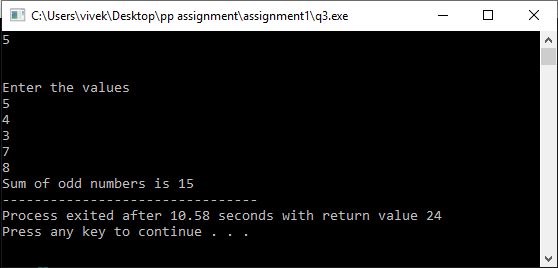 C:\Users\vivek\Desktop\pp assignment\assignment1\q3.exe
5
Enter the values
5
4
3
7
8
Sum of odd numbers is 15
--------------------------------
Process exited after 10.58 seconds with return value 24
Press any key to continue . . .